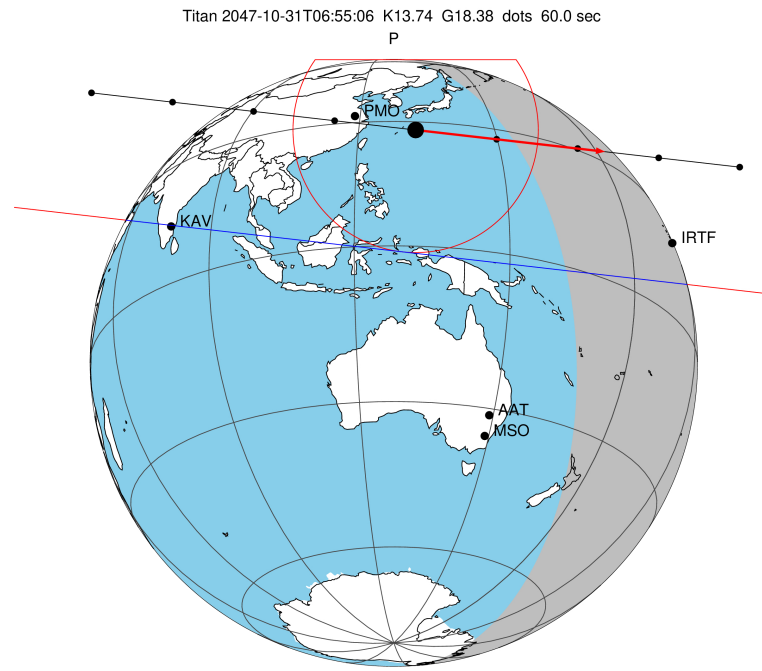 Titan 2047-10-31T06:55:06 K13.74 G18.38 dots 60.0 sec
P
PMO
KAV
IRTF
AAT
MSO